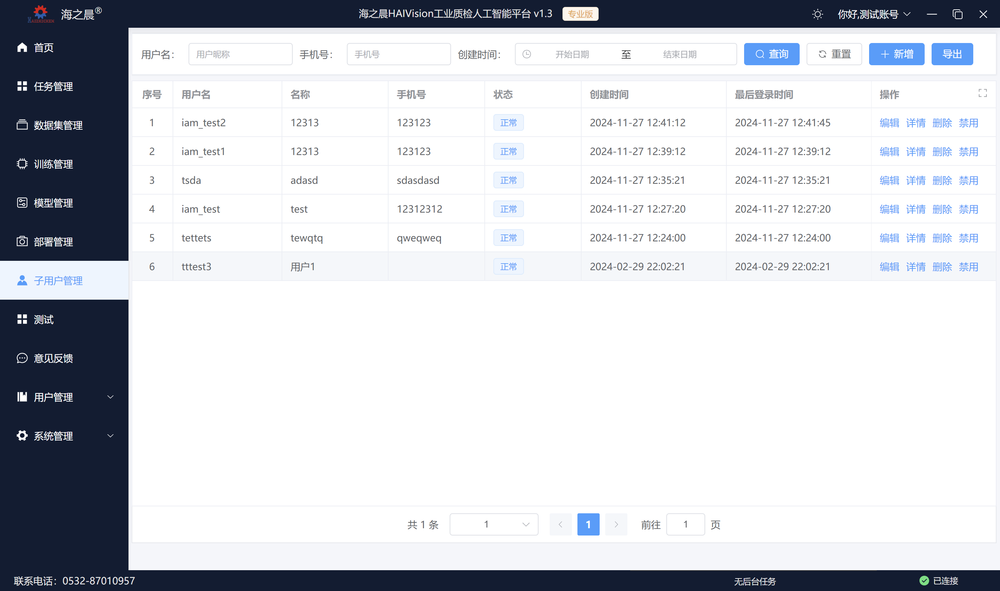 HAIZHICHEN
海之晨®
海之晨HAIVision工业质检人工智能平台 v1.3
专业版
你好,测试账号
首页
任务管理
数据集管理
训练管理
模型管理
部署管理
子用户管理
测试
意见反馈
用户管理
系统管理
用户名: 用户昵称 手机号: 手机号 创建时间: 开始日期 至 结束日期 查询 重置 新增 导出
序号 用户名 名称 手机号 状态 创建时间 最后登录时间 操作
1 iam_test2 12313 123123 正常 2024-11-27 12:41:12 2024-11-27 12:41:45 编辑 详情 删除 禁用
2 iam_test1 12313 123123 正常 2024-11-27 12:39:12 2024-11-27 12:39:12 编辑 详情 删除 禁用
3 tsda adasd sdasdasd 正常 2024-11-27 12:35:21 2024-11-27 12:35:21 编辑 详情 删除 禁用
4 iam_test test 12312312 正常 2024-11-27 12:27:20 2024-11-27 12:27:20 编辑 详情 删除 禁用
5 tettets tewqtq qweqweq 正常 2024-11-27 12:24:00 2024-11-27 12:24:00 编辑 详情 删除 禁用
6 tttest3 用户1 正常 2024-02-29 22:02:21 2024-02-29 22:02:21 编辑 详情 删除 禁用
共 1 条 1 1 前往 1 页
联系电话：0532-87010957
无后台任务
已连接